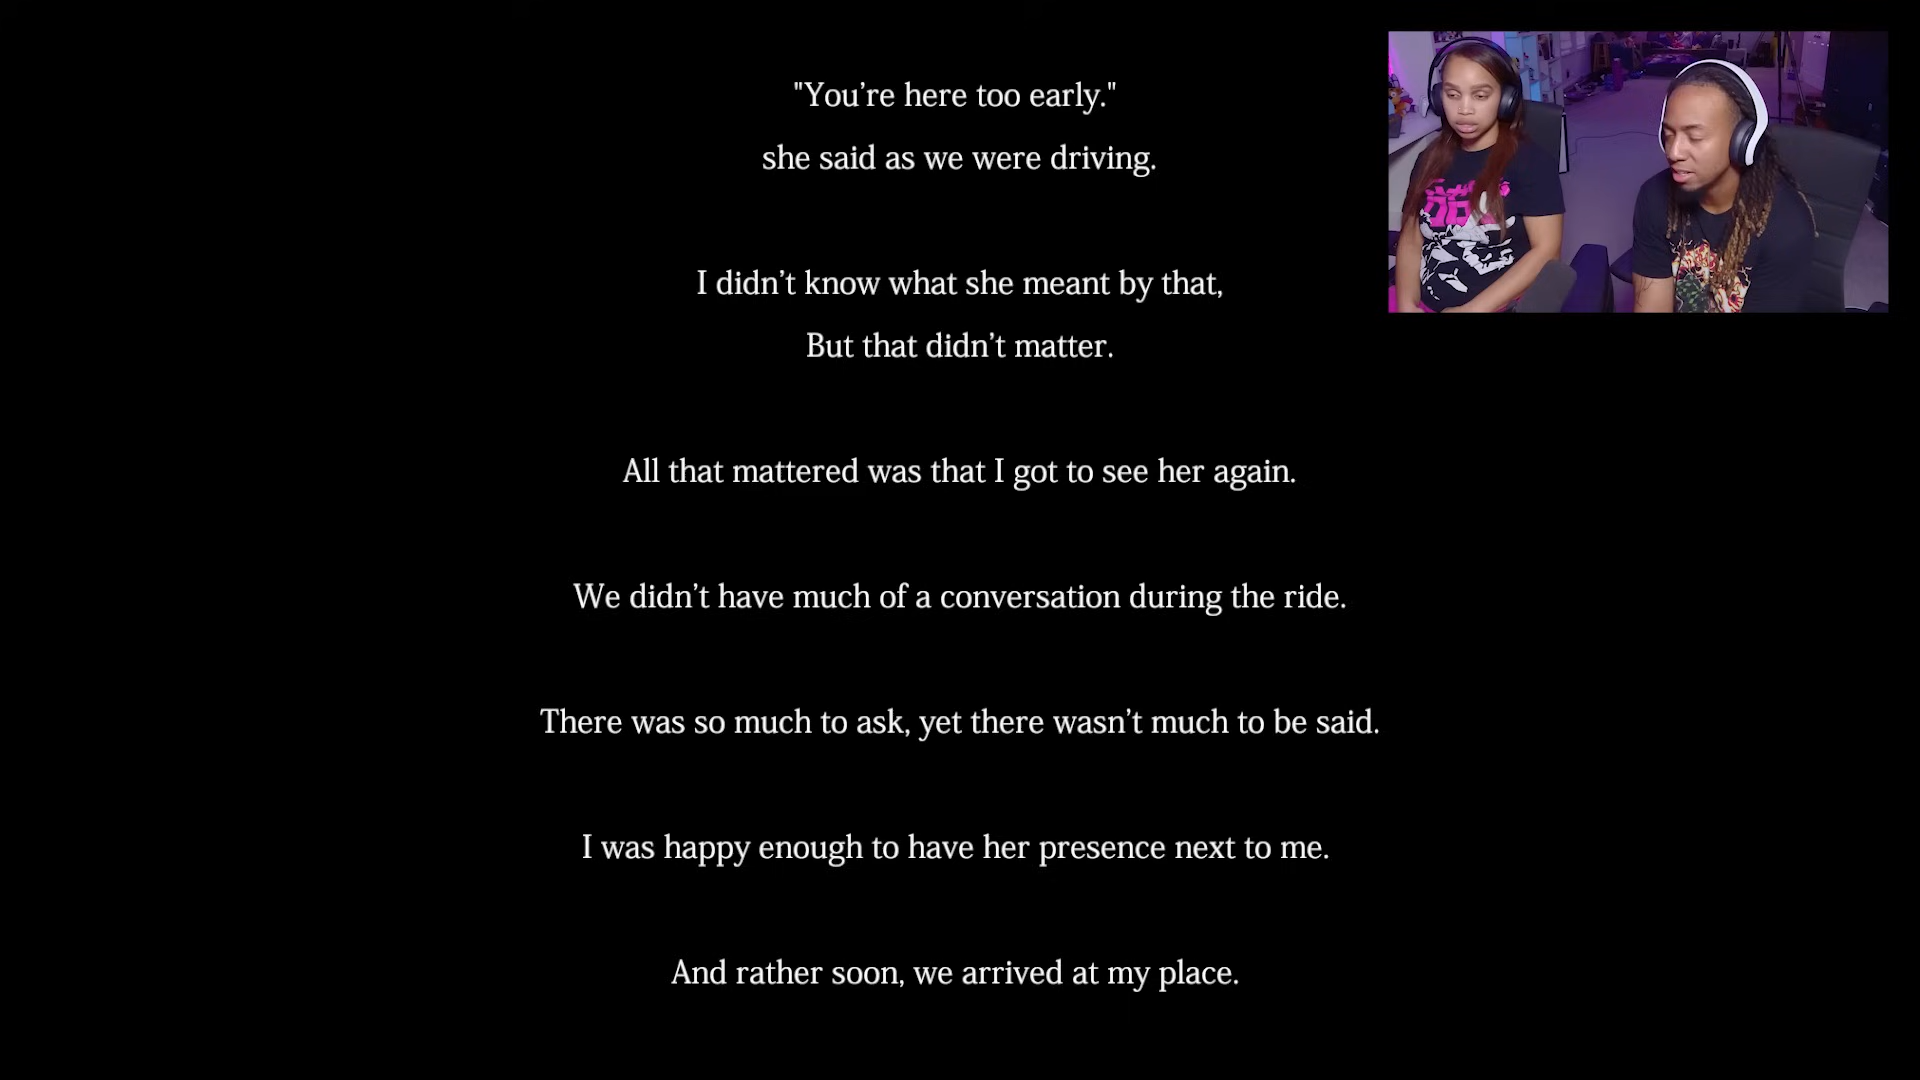 "You’re here too early."
she said as we were driving.
I didn’t know what she meant by that,
But that didn’t matter.
All that mattered was that I got to see her again.
We didn’t have much of a conversation during the ride.
There was so much to ask, yet there wasn’t much to be said.
I was happy enough to have her presence next to me.
And rather soon, we arrived at my place.